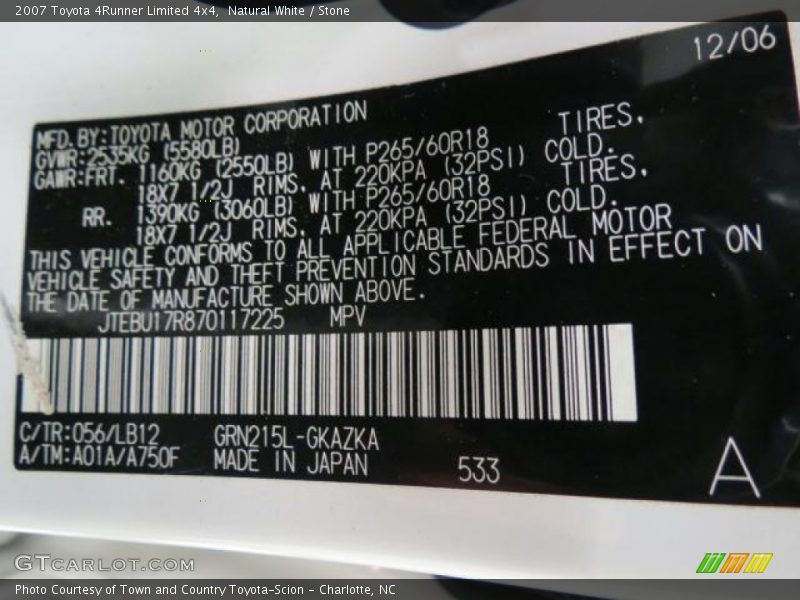 2007 Toyota 4Runner Limited 4x4,  Natural White / Stone
12/06
MFD. BY:TOYOTA MOTOR CORPORATION
GVWR:2535KG (5580LB)
GAWR:FRT. 1160KG (2550LB) WITH P265/60R18 TIRES,
18X7 1/2J RIMS, AT 220KPA (32PSI) COLD.
RR. 1390KG (3060LB) WITH P265/60R18 TIRES,
18X7 1/2J RIMS, AT 220KPA (32PSI) COLD.
THIS VEHICLE CONFORMS TO ALL APPLICABLE FEDERAL MOTOR
VEHICLE SAFETY AND THEFT PREVENTION STANDARDS IN EFFECT ON
THE DATE OF MANUFACTURE SHOWN ABOVE.
JTEBU17R870117225 MPV
C/TR:056/LB12 GRN215L-GKAZKA
A/TM:A01A/A750F MADE IN JAPAN 533
A
GTCARLOT.COM
Photo Courtesy of Town and Country Toyota-Scion - Charlotte, NC